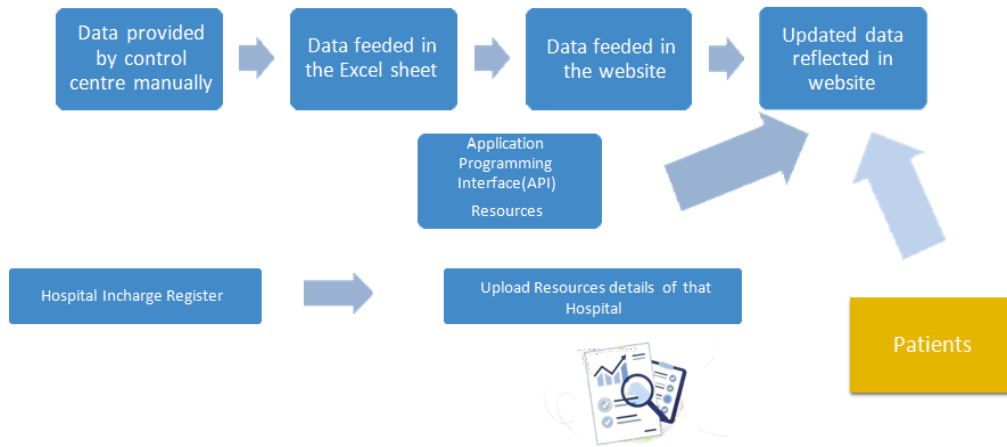 Data provided
by control
centre manually
Data feeded in
the Excel sheet
Data feeded in
the website
Updated data
reflected in
website
Application
Programming
Interface(API)
Resources
Hospital Incharge Register
Upload Resources details of that
Hospital
Patients